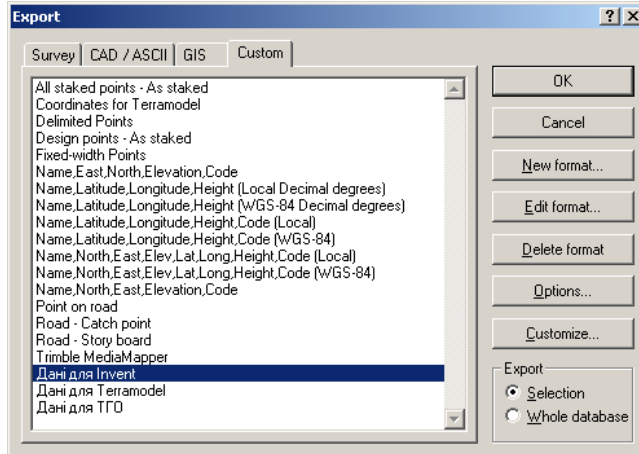 Export
Survey
CAD / ASCII
GIS
Custom
All staked points - As staked
Coordinates for Terramodel
Delimited Points
Design points - As staked
Fixed-width Points
Name,East,North,Elevation,Code
Name,Latitude,Longitude,Height (Local Decimal degrees)
Name,Latitude,Longitude,Height (WGS-84 Decimal degrees)
Name,Latitude,Longitude,Height,Code (Local)
Name,Latitude,Longitude,Height,Code (WGS-84)
Name,North,East,Elev,Lat,Long,Height,Code (Local)
Name,North,East,Elev,Lat,Long,Height,Code (WGS-84)
Name,North,East,Elevation,Code
Point on road
Road - Catch point
Road - Story board
Trimble MediaMapper
Дані для Invent
Дані для Terramodel
Дані для ТГО
OK
Cancel
New format...
Edit format...
Delete format
Options...
Customize...
Export
Selection
Whole database